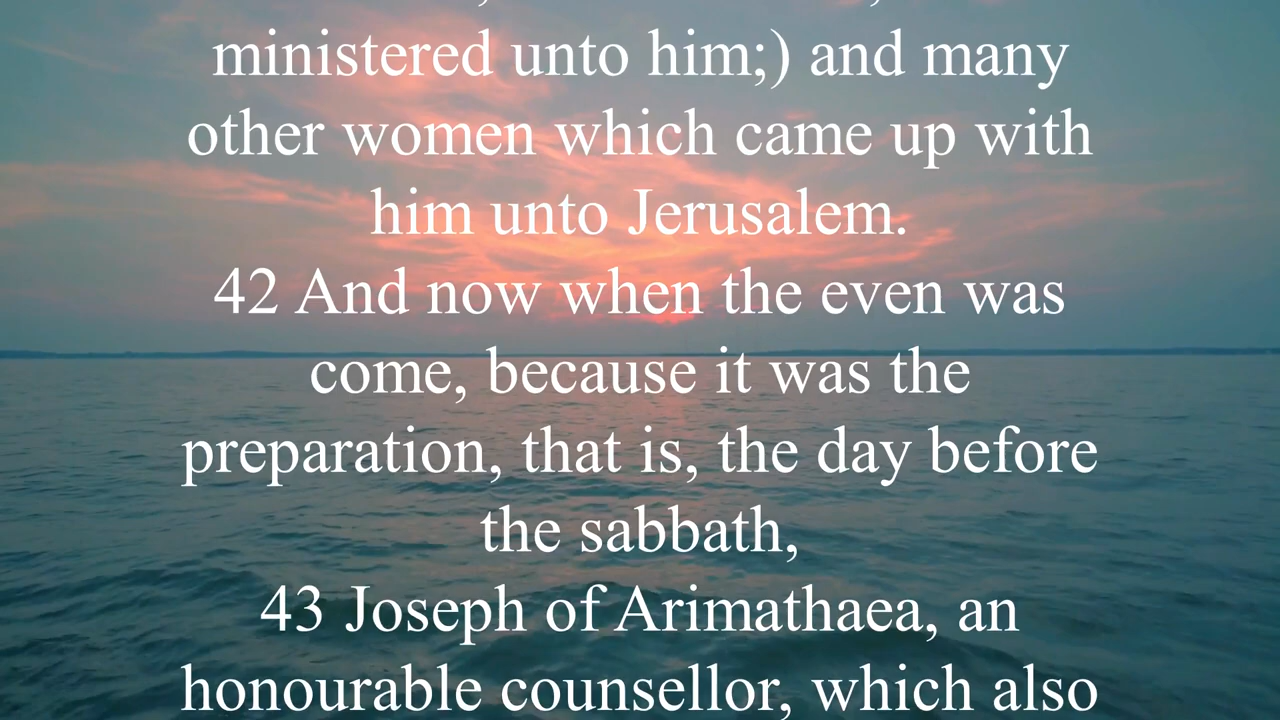 ministered unto him;) and many
other women which came up with
him unto Jerusalem.
42 And now when the even was
come, because it was the
preparation, that is, the day before
the sabbath,
43 Joseph of Arimathaea, an
honourable counsellor, which also